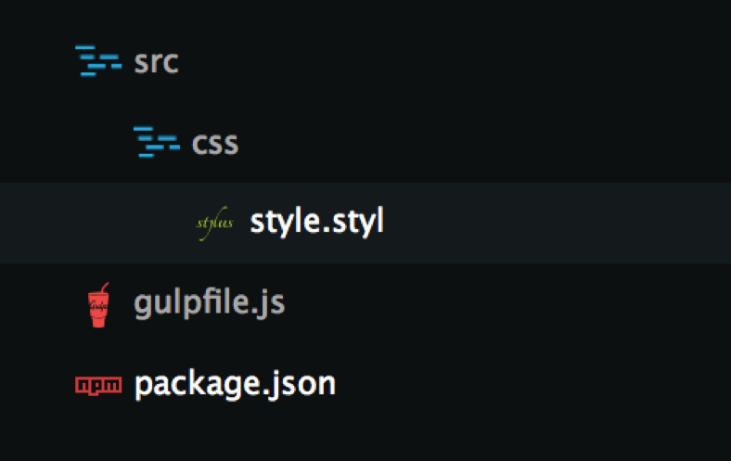 src
css
stylus style.styl
gulpfile.js
npm package.json